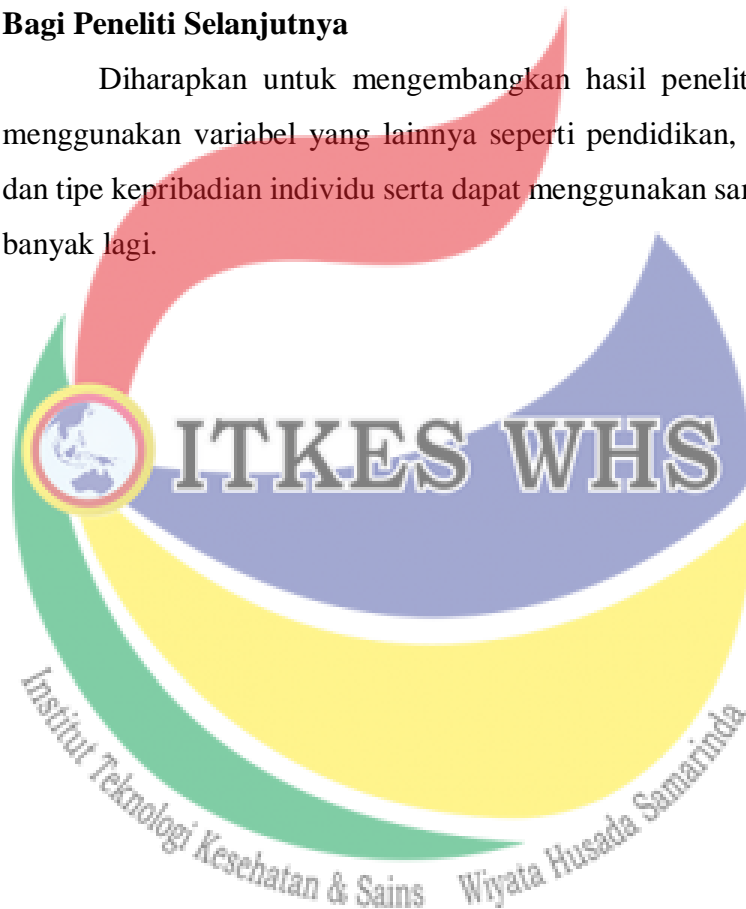 Bagi Peneliti Selanjutnya
Diharapkan untuk mengembangkan hasil penelit
menggunakan variabel yang lainnya seperti pendidikan,
dan tipe kepribadian individu serta dapat menggunakan sar
banyak lagi.
ITKES WHS
Institut Teknologi Kesehatan & Sains Wiyata Husada Samarinda